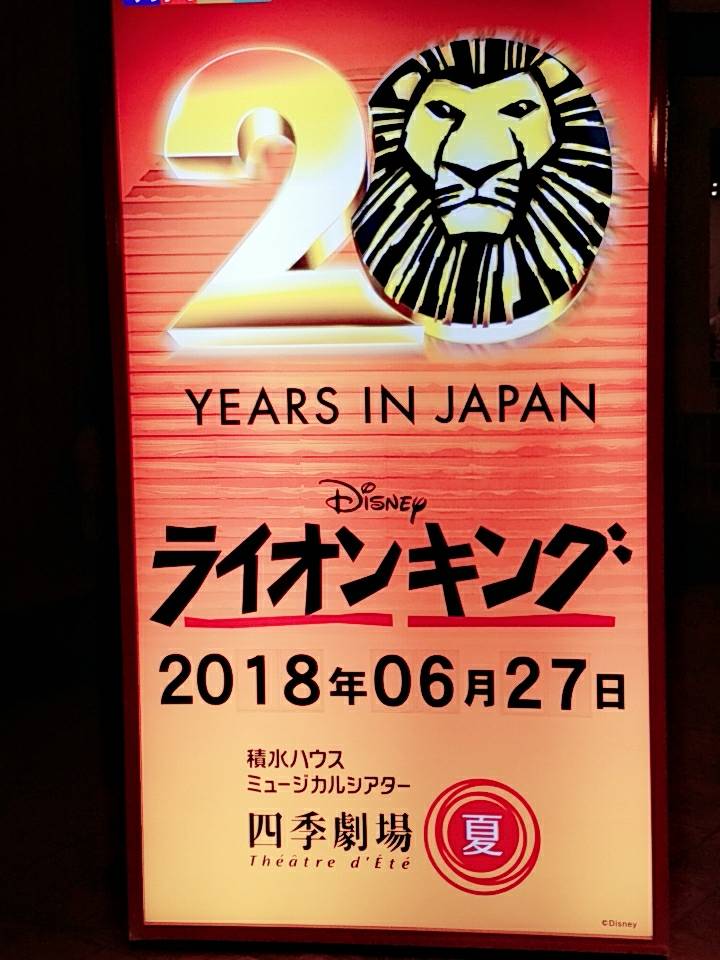 20
YEARS IN JAPAN
Disney
ライオンキング
2018年06月27日
積水ハウス
ミュージカルシアター
四季劇場
Théâtre d'Été
夏
©Disney